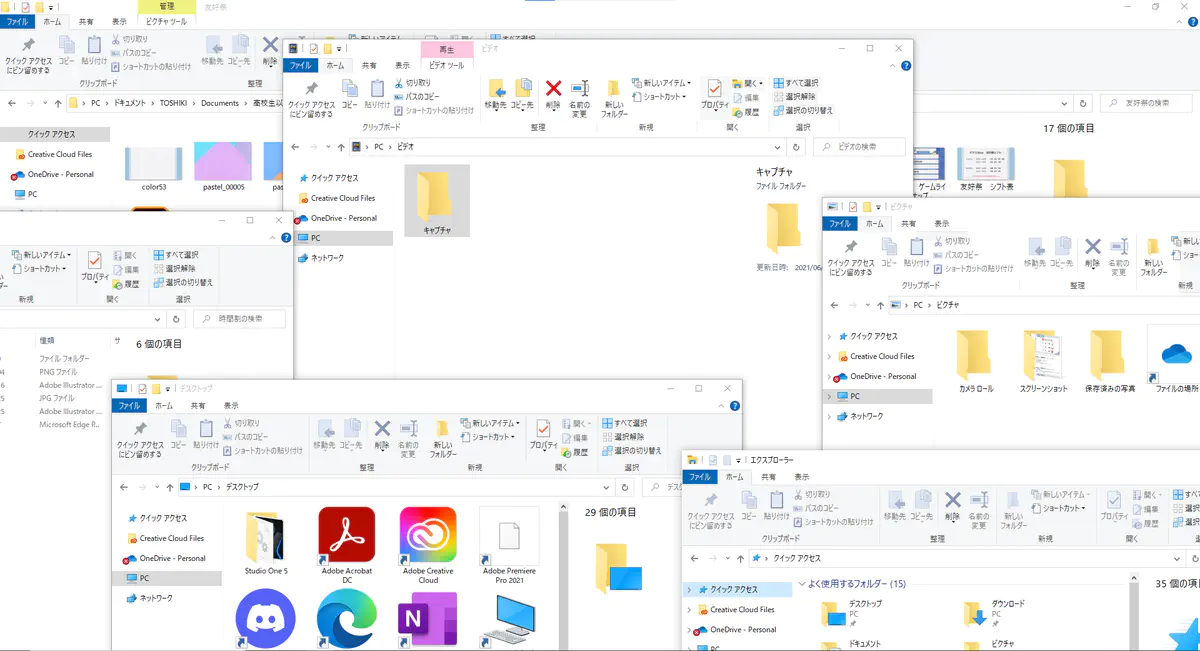 管理
友好祭
ファイル
ホーム
共有
表示
ピクチャ ツール
クイック アクセス
にピン留めする
コピー
貼り付け
切り取り
パスのコピー
ショートカットの貼り付け
移動先
コピー先
削除
クリップボード
整理
PC
ドキュメント
TOSHIKI
Documents
友好祭の検索
クイック アクセス
Creative Cloud Files
OneDrive - Personal
PC
color53
pastel_00005
17 個の項目
友好祭 シフト表
再生
ビデオ
ファイル
ホーム
共有
表示
ビデオ ツール
クイック アクセス
にピン留めする
コピー
貼り付け
切り取り
パスのコピー
ショートカットの貼り付け
移動先
コピー先
削除
名前の
変更
新しい
フォルダー
新しいアイテム
ショートカット
プロパティ
開く
編集
履歴
すべて選択
選択解除
選択の切り替え
クリップボード
整理
新規
開く
選択
PC
ビデオ
ビデオの検索
クイック アクセス
Creative Cloud Files
OneDrive - Personal
PC
ネットワーク
キャプチャ
キャプチャ
ファイル フォルダー
更新日時:
新しいアイテム
ショートカット
プロパティ
開く
編集
履歴
すべて選択
選択解除
選択の切り替え
新規
開く
選択
時間割の検索
種類
ファイル フォルダー
PNG ファイル
Adobe Illustrator ...
JPG ファイル
Adobe Illustrator ...
Microsoft Edge P...
6 個の項目
ピクチャ
ファイル
ホーム
共有
表示
クイック アクセス
にピン留めする
コピー
貼り付け
切り取り
パスのコピー
ショートカットの貼り付け
移動先
コピー先
削除
名前の
変更
新しい
フォルダー
クリップボード
整理
新規
PC
ピクチャ
クイック アクセス
Creative Cloud Files
OneDrive - Personal
PC
ネットワーク
カメラ ロール
スクリーンショット
保存済みの写真
ファイルの場所
デスクトップ
ファイル
ホーム
共有
表示
クイック アクセス
にピン留めする
コピー
貼り付け
切り取り
パスのコピー
ショートカットの貼り付け
移動先
コピー先
削除
名前の
変更
新しい
フォルダー
新しいアイテム
ショートカット
プロパティ
開く
編集
履歴
すべて選択
選択解除
選択の切り替え
クリップボード
整理
新規
開く
選択
PC
デスクトップ
クイック アクセス
Creative Cloud Files
OneDrive - Personal
PC
ネットワーク
Studio One 5
Adobe Acrobat
DC
Adobe Creative
Cloud
Adobe Premiere
Pro 2021
29 個の項目
エクスプローラー
ファイル
ホーム
共有
表示
クイック アクセス
にピン留めする
コピー
貼り付け
切り取り
パスのコピー
ショートカットの貼り付け
移動先
コピー先
削除
名前の
変更
新しい
フォルダー
新しいアイテム
ショートカット
プロパティ
開く
編集
履歴
クリップボード
整理
新規
開く
クイック アクセス
クイック アクセス
Creative Cloud Files
OneDrive - Personal
PC
よく使用するフォルダー (15)
デスクトップ
PC
ダウンロード
PC
ドキュメント
ピクチャ